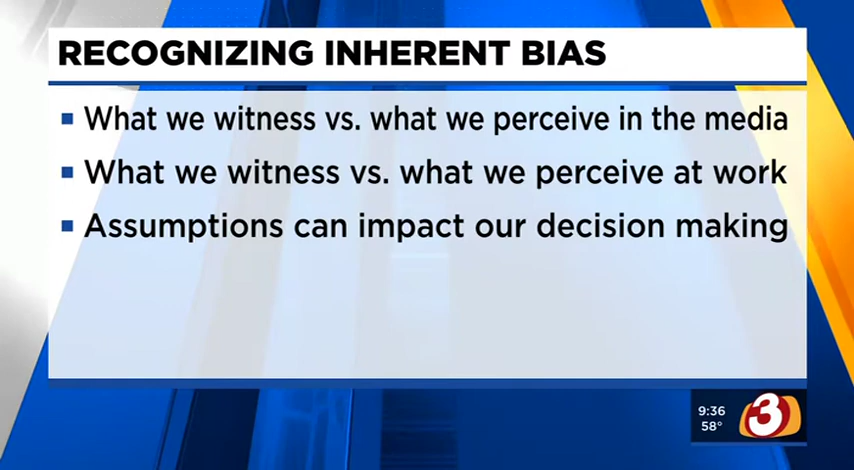 RECOGNIZING INHERENT BIAS
What we witness vs. what we perceive in the media
What we witness vs. what we perceive at work
Assumptions can impact our decision making
9:36
58°
3